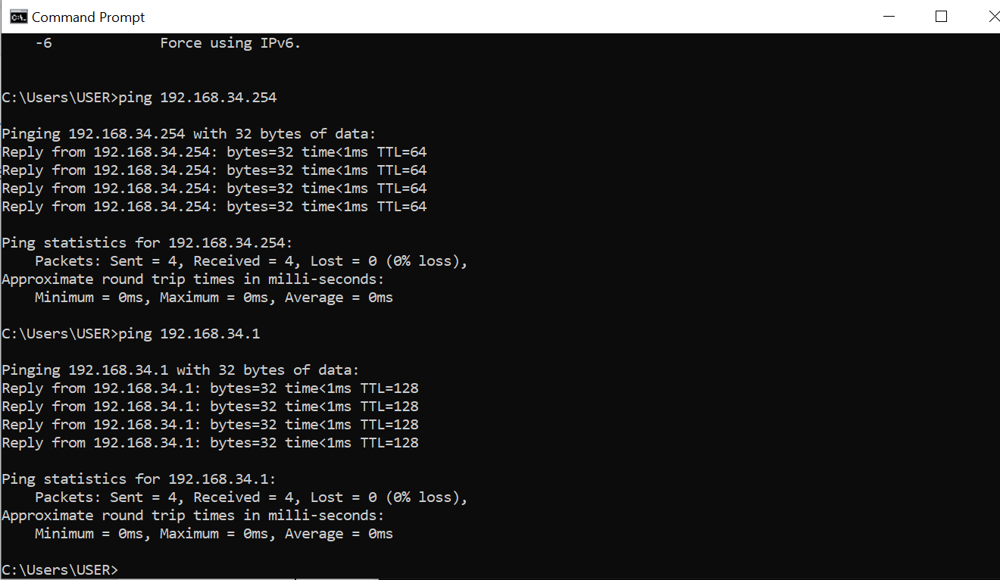 Command Prompt
-6 Force using IPv6.
C:\Users\USER>ping 192.168.34.254
Pinging 192.168.34.254 with 32 bytes of data:
Reply from 192.168.34.254: bytes=32 time<1ms TTL=64
Reply from 192.168.34.254: bytes=32 time<1ms TTL=64
Reply from 192.168.34.254: bytes=32 time<1ms TTL=64
Reply from 192.168.34.254: bytes=32 time<1ms TTL=64
Ping statistics for 192.168.34.254:
Packets: Sent = 4, Received = 4, Lost = 0 (0% loss),
Approximate round trip times in milli-seconds:
Minimum = 0ms, Maximum = 0ms, Average = 0ms
C:\Users\USER>ping 192.168.34.1
Pinging 192.168.34.1 with 32 bytes of data:
Reply from 192.168.34.1: bytes=32 time<1ms TTL=128
Reply from 192.168.34.1: bytes=32 time<1ms TTL=128
Reply from 192.168.34.1: bytes=32 time<1ms TTL=128
Reply from 192.168.34.1: bytes=32 time<1ms TTL=128
Ping statistics for 192.168.34.1:
Packets: Sent = 4, Received = 4, Lost = 0 (0% loss),
Approximate round trip times in milli-seconds:
Minimum = 0ms, Maximum = 0ms, Average = 0ms
C:\Users\USER>